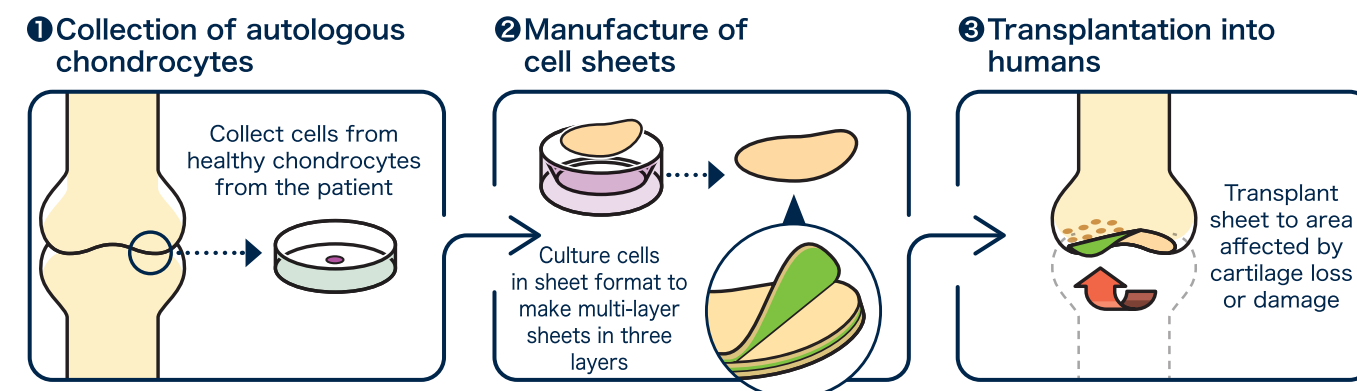 ❶Collection of autologous
chondrocytes
Collect cells from
healthy chondrocytes
from the patient
❷Manufacture of
cell sheets
Culture cells
in sheet format to
make multi-layer
sheets in three
layers
❸Transplantation into
humans
Transplant
sheet to area
affected by
cartilage loss
or damage